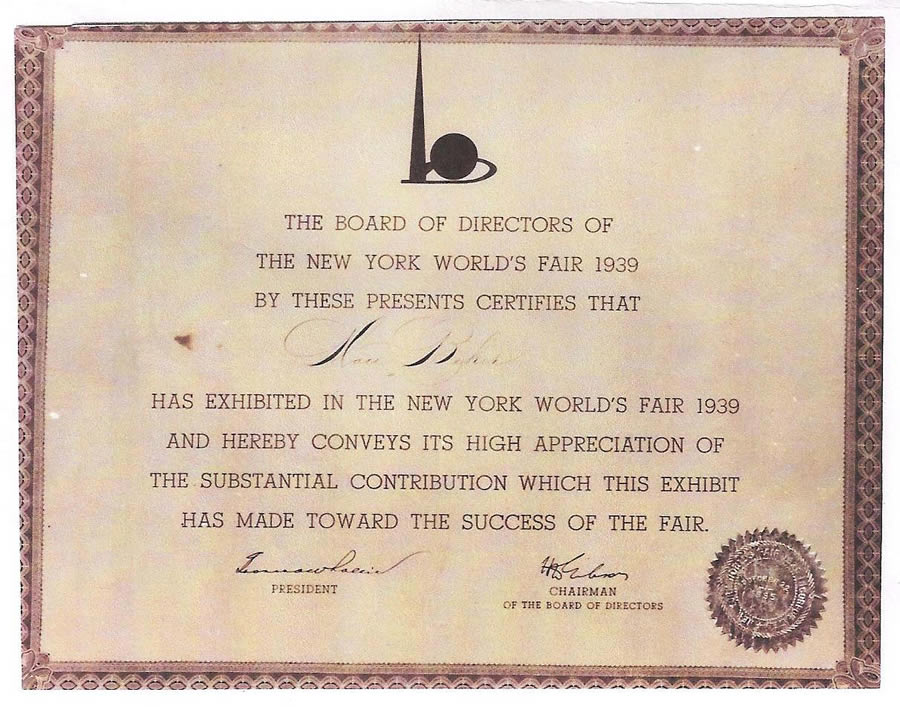 THE BOARD OF DIRECTORS OF
THE NEW YORK WORLD'S FAIR 1939
BY THESE PRESENTS CERTIFIES THAT
HAS EXHIBITED IN THE NEW YORK WORLD'S FAIR 1939
AND HEREBY CONVEYS ITS HIGH APPRECIATION OF
THE SUBSTANTIAL CONTRIBUTION WHICH THIS EXHIBIT
HAS MADE TOWARD THE SUCCESS OF THE FAIR.
PRESIDENT
CHAIRMAN
OF THE BOARD OF DIRECTORS